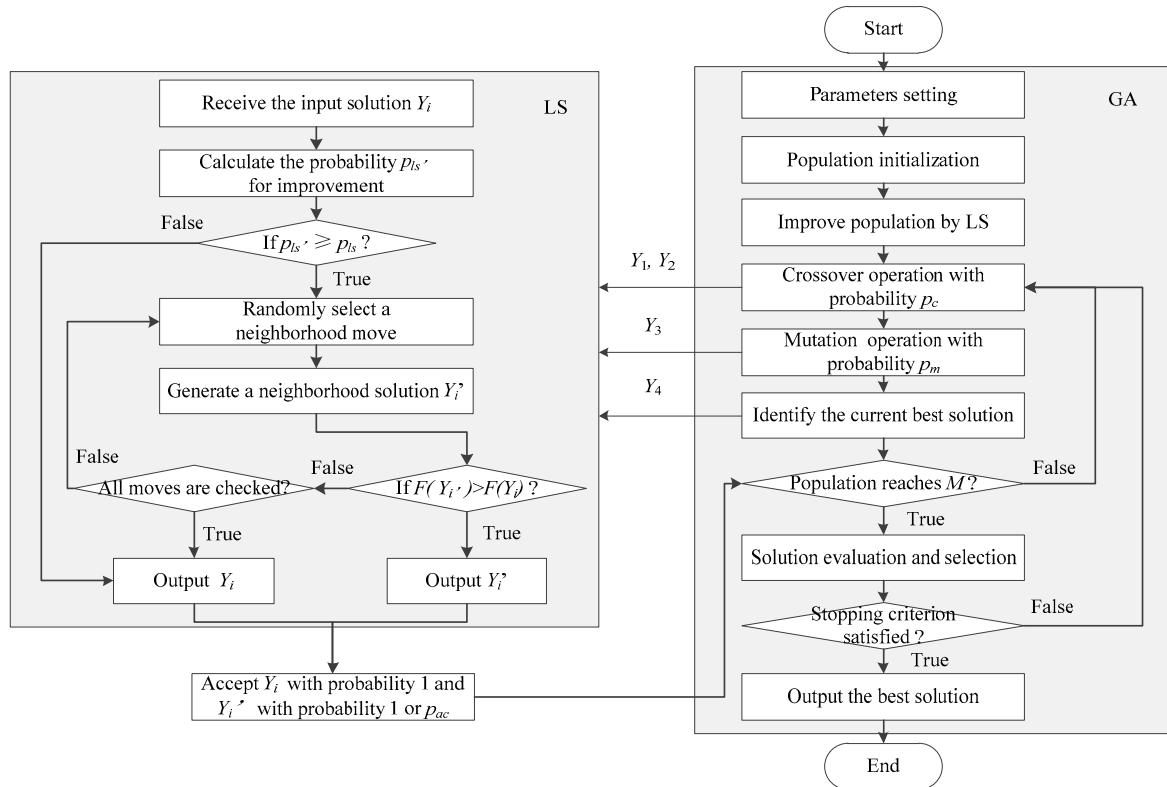 Start
LS
Receive the input solution Yi
Calculate the probability pls′
for improvement
False
If pls′ ⩾ pls ?
True
Randomly select a
neighborhood move
Generate a neighborhood solution Yi’
False
All moves are checked?
False
If F(Yi′)>F(Yi) ?
True
True
Output Yi
Output Yi’
Accept Yi with probability 1 and
Yi′ with probability 1 or pac
Y1, Y2
Y3
Y4
GA
Parameters setting
Population initialization
Improve population by LS
Crossover operation with
probability pc
Mutation operation with
probability pm
Identify the current best solution
Population reaches M ?
False
True
Solution evaluation and selection
Stopping criterion
satisfied ?
False
True
Output the best solution
End